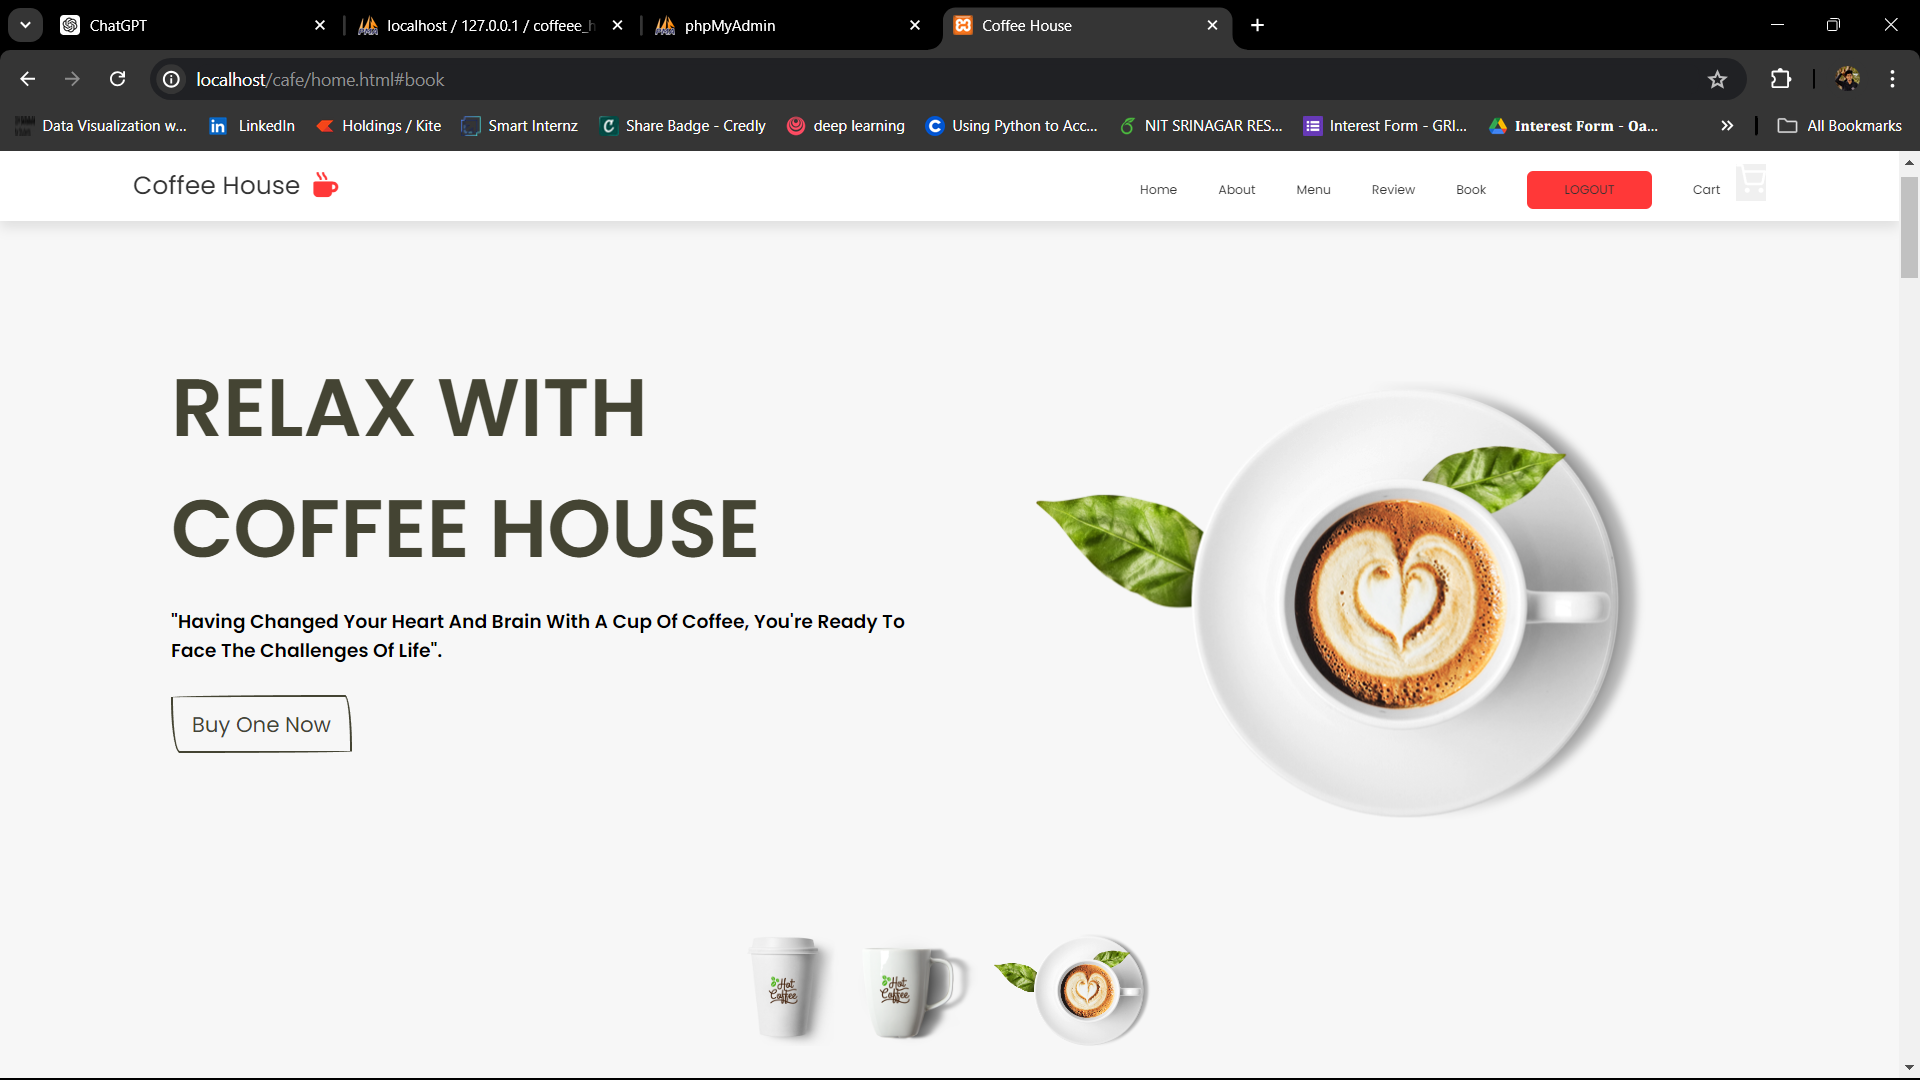 ChatGPT
localhost / 127.0.0.1 / coffeee_h
phpMyAdmin
Coffee House
localhost/cafe/home.html#book
Data Visualization w...
LinkedIn
Holdings / Kite
Smart Internz
Share Badge - Credly
deep learning
Using Python to Acc...
NIT SRINAGAR RES...
Interest Form - GRI...
Interest Form - Oa...
All Bookmarks
Coffee House
Home
About
Menu
Review
Book
LOGOUT
Cart
RELAX WITH
COFFEE HOUSE
"Having Changed Your Heart And Brain With A Cup Of Coffee, You're Ready To
Face The Challenges Of Life".
Buy One Now
Hot
Coffee
Hot
Coffee